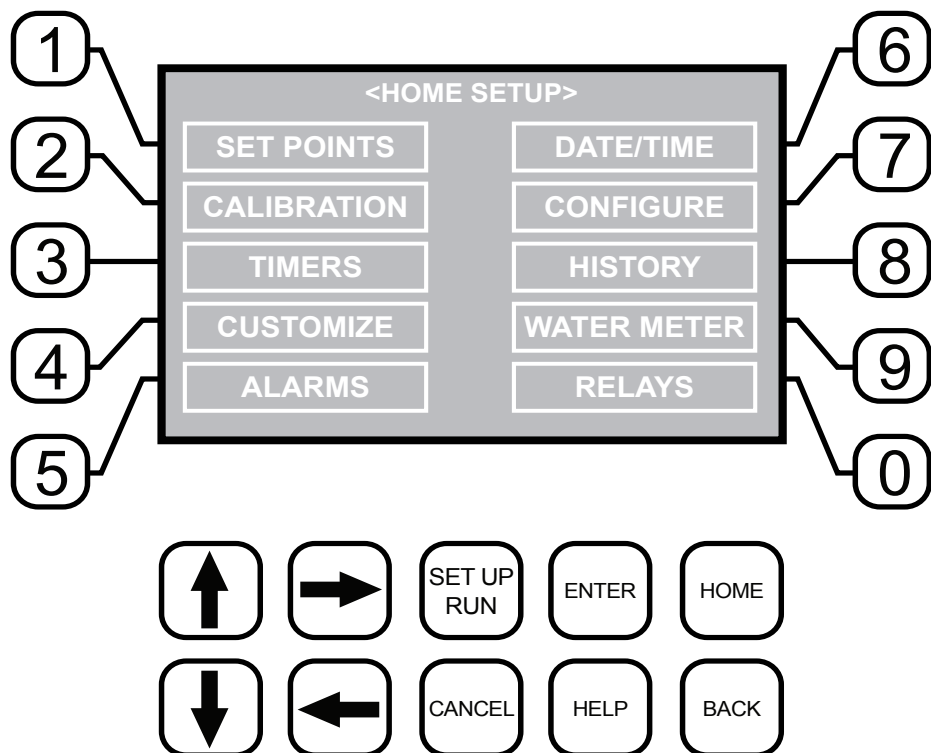 1
6
<HOME SETUP>
SET POINTS
DATE/TIME
2
7
CALIBRATION
CONFIGURE
3
TIMERS
HISTORY
8
CUSTOMIZE
WATER METER
4
9
ALARMS
RELAYS
5
0
SET UP
RUN
ENTER
HOME
CANCEL
HELP
BACK